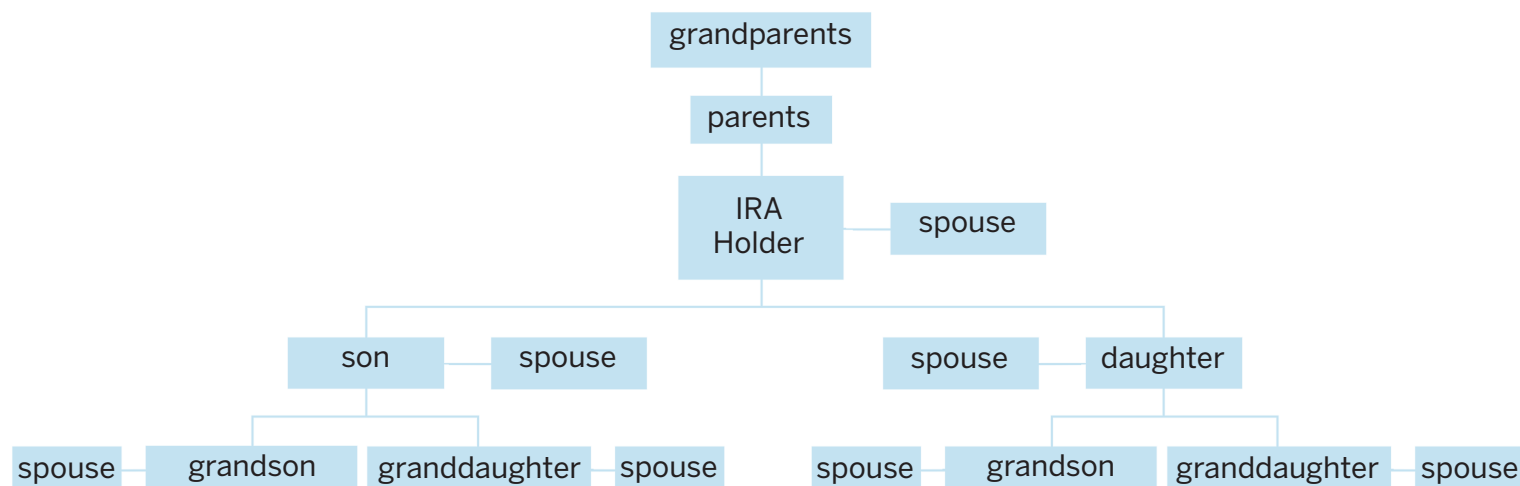 grandparents
parents
IRA
Holder
spouse
son
spouse
spouse
daughter
spouse
grandson
granddaughter
spouse
spouse
grandson
granddaughter
spouse